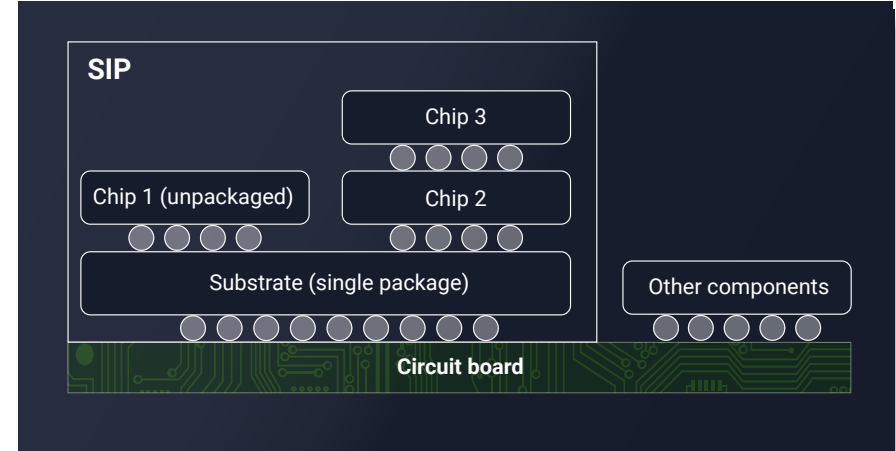 SIP
Chip 3
Chip 1 (unpackaged)
Chip 2
Substrate (single package)
Other components
Circuit board